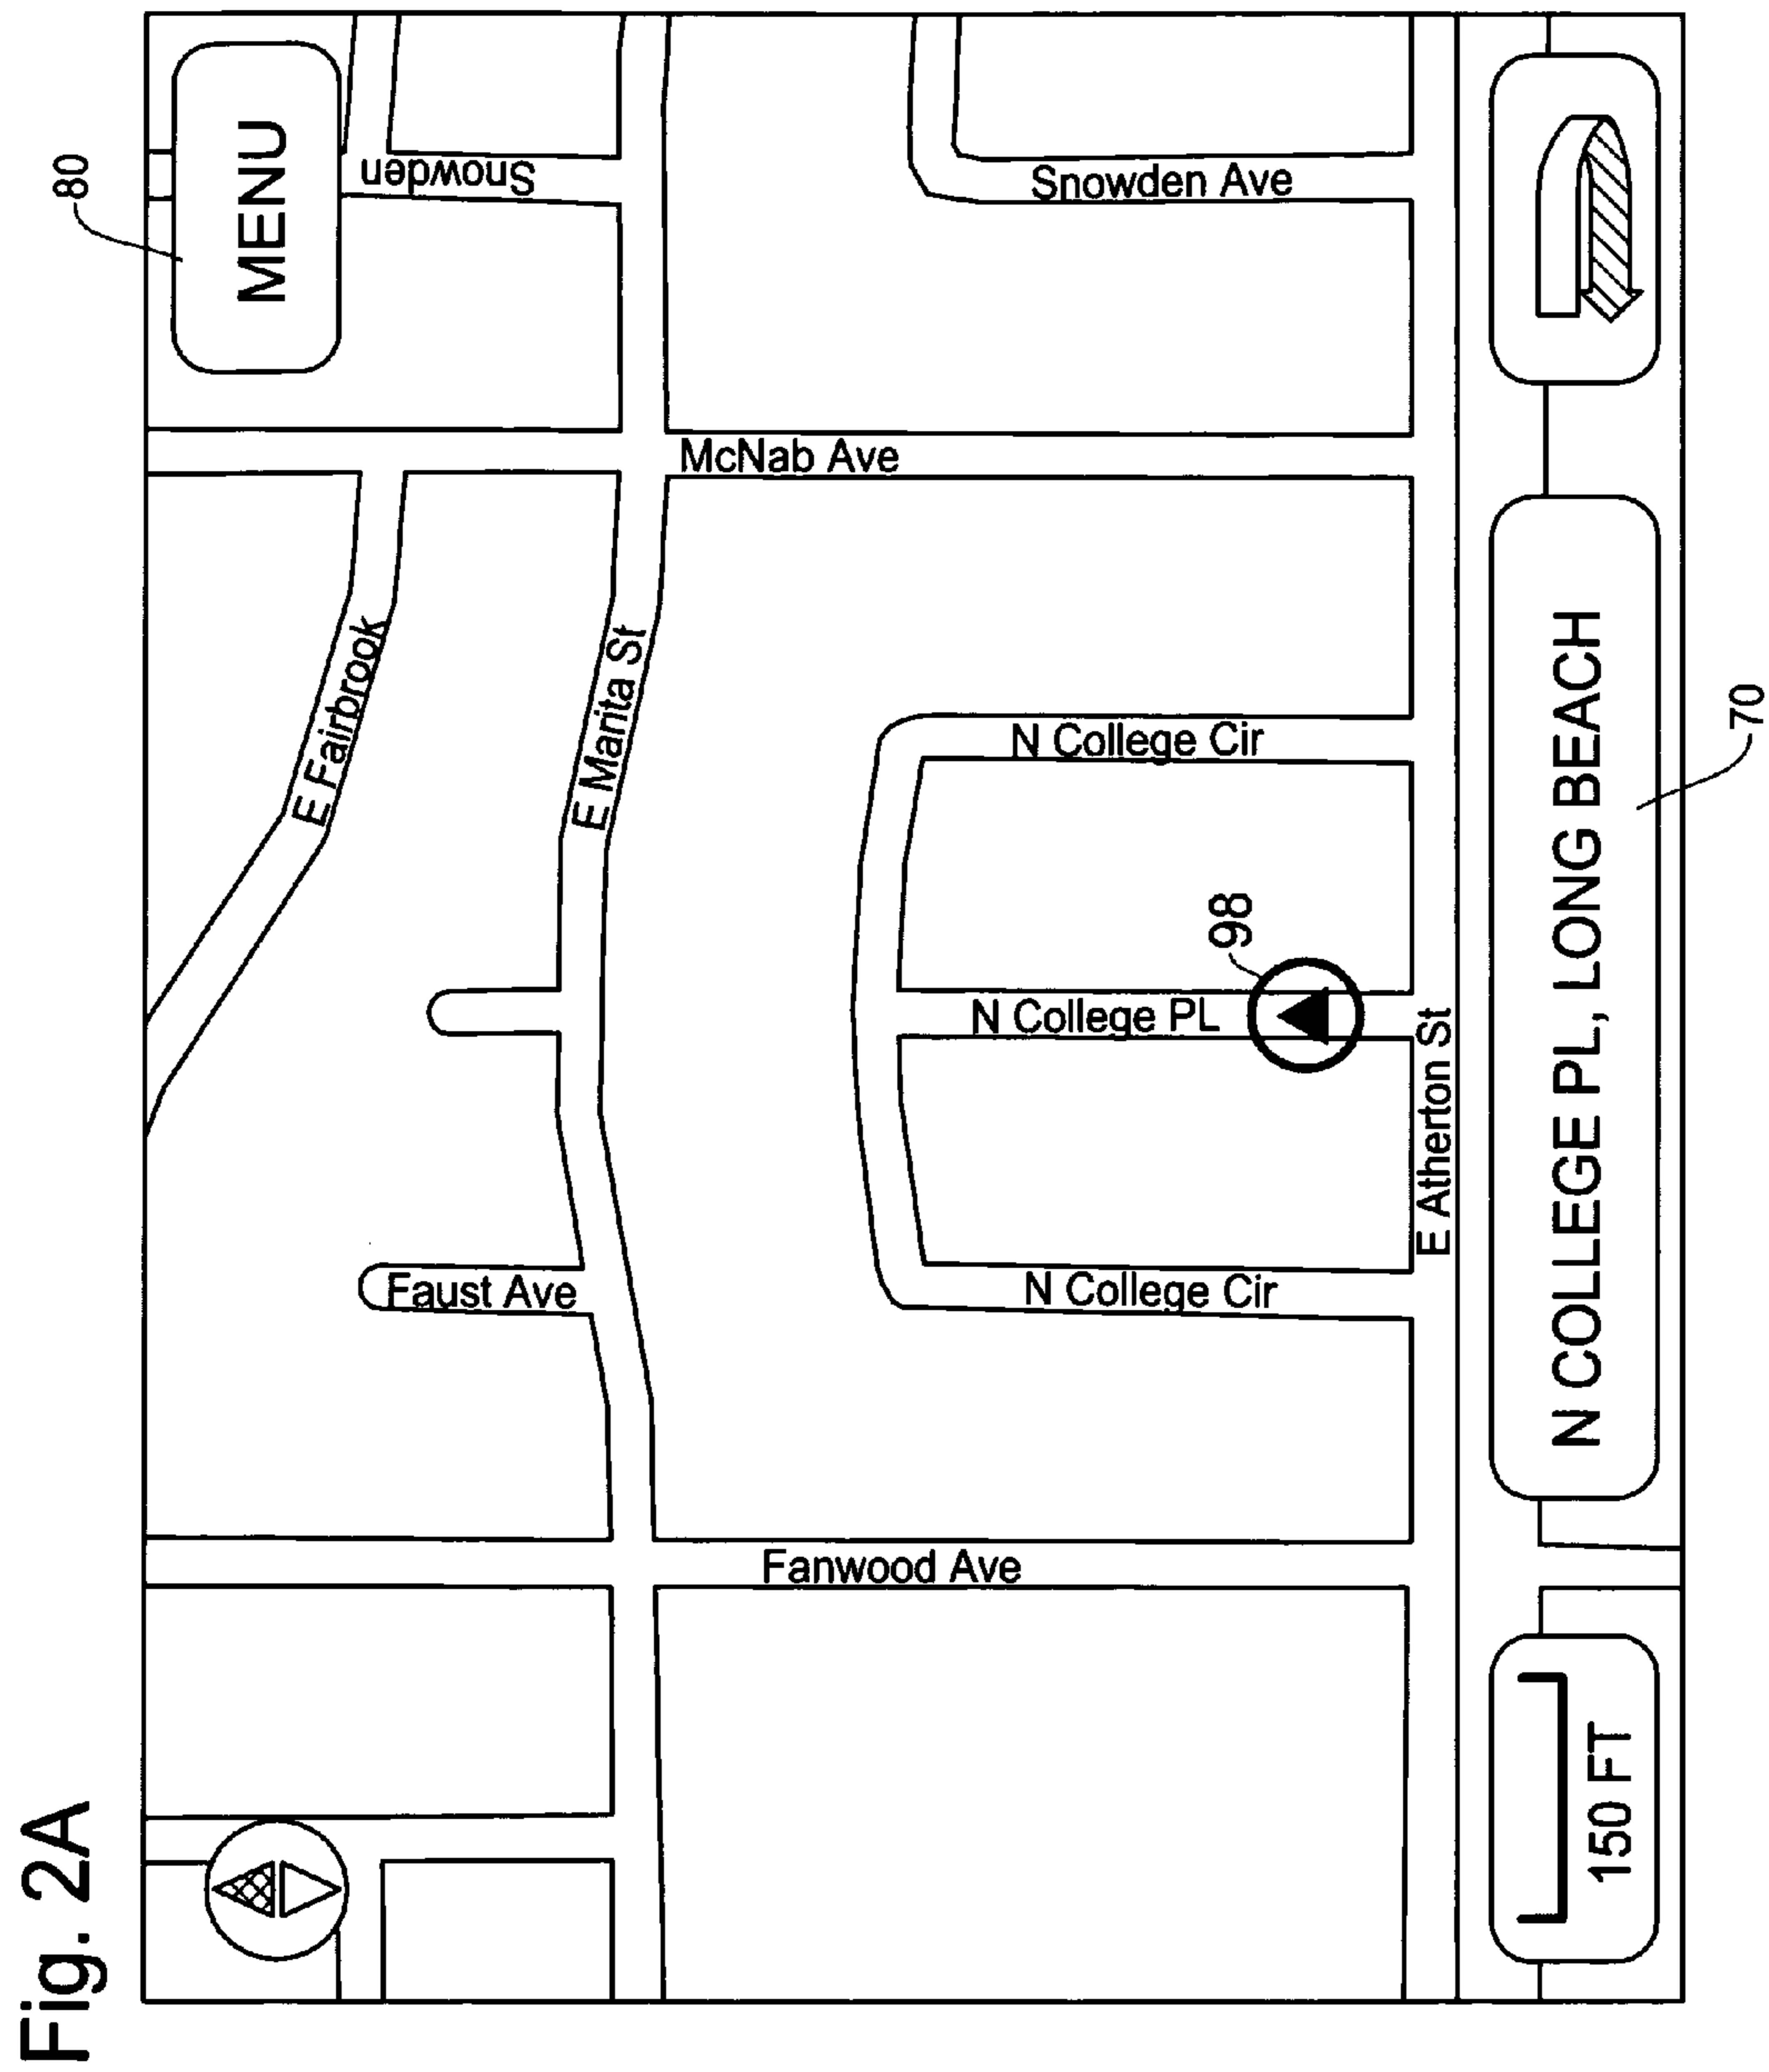 Fig. 2A
80
MENU
Snowden
E Fairbrook
E Marita St
Faust Ave
McNab Ave
Snowden Ave
Fanwood Ave
N College Cir
N College PL
98
N College Cir
E Atherton St
150 FT
N COLLEGE PL, LONG BEACH
70